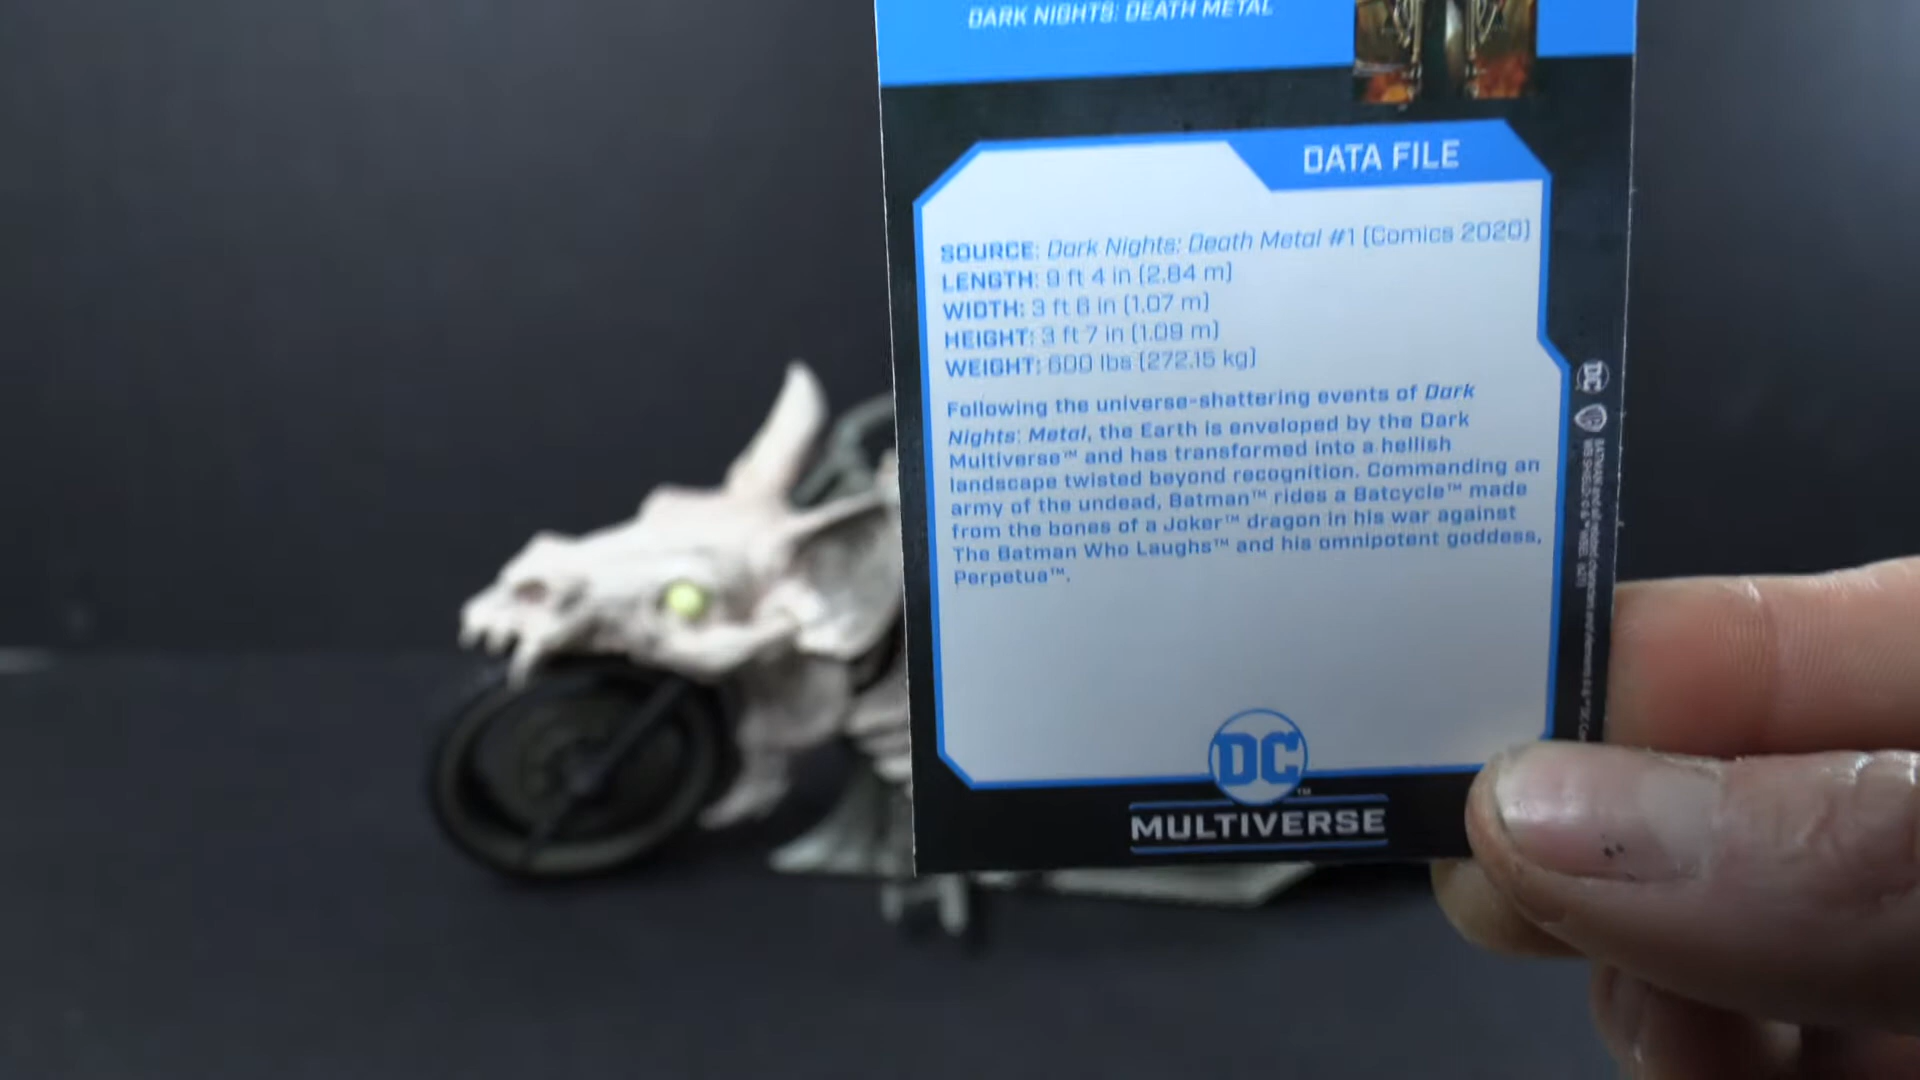 DARK NIGHTS: DEATH METAL
DATA FILE
SOURCE: Dark Nights: Death Metal #1 (Comics 2020)
LENGTH: 9 ft 4 in (2.84 m)
WIDTH: 3 ft 6 in (1.07 m)
HEIGHT: 3 ft 7 in (1.09 m)
WEIGHT: 600 lbs (272.15 kg)
Following the universe-shattering events of Dark
Nights: Metal, the Earth is enveloped by the Dark
Multiverse™ and has transformed into a hellish
landscape twisted beyond recognition. Commanding an
army of the undead, Batman™ rides a Batcycle™ made
from the bones of a Joker™ dragon in his war against
The Batman Who Laughs™ and his omnipotent goddess,
Perpetua™.
DC™
MULTIVERSE
DC